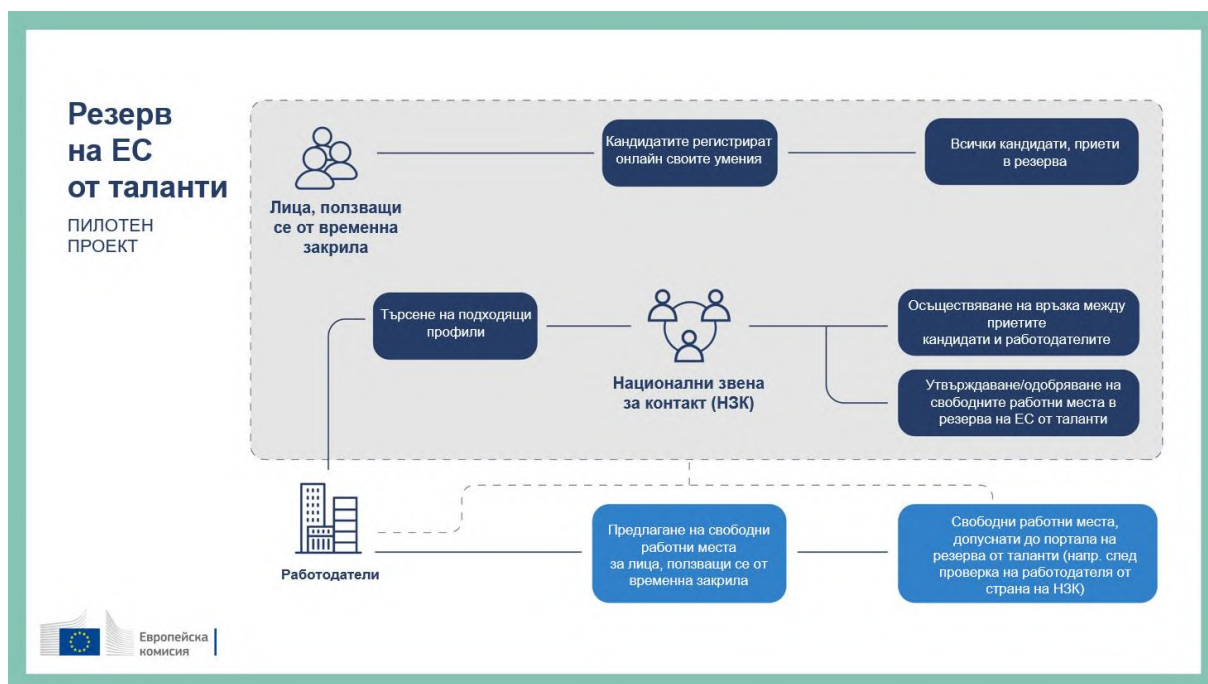 Резерв
на ЕС
от таланти
ПИЛОТЕН
ПРОЕКТ
Лица, ползващи
се от временна
закрила
Кандидатите регистрират
онлайн своите умения
Всички кандидати, приети
в резерва
Търсене на подходящи
профили
Национални звена
за контакт (НЗК)
Осъществяване на връзка между
приетите
кандидати и работодателите
Утвърждаване/одобряване на
свободните работни места в
резерва на ЕС от таланти
Работодатели
Предлагане на свободни
работни места
за лица, ползващи се от
временна закрила
Свободни работни места,
допуснати до портала на
резерва от таланти (напр. след
проверка на работодателя от
страна на НЗК)
Европейска
комисия